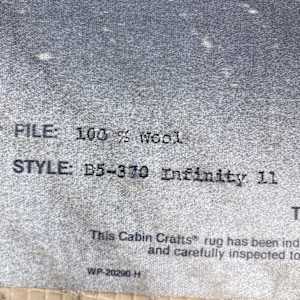 PILE: 100 % Wool
STYLE: B5-370 Infinity 11
T
This Cabin Crafts® rug has been ind
and carefully inspected to
WP-20290-H